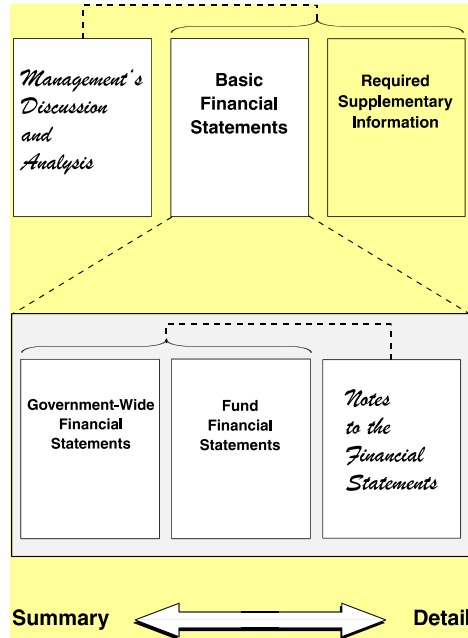 Management's
Discussion
and
Analysis
Basic
Financial
Statements
Required
Supplementary
Information
Government-Wide
Financial
Statements
Fund
Financial
Statements
Notes
to the
Financial
Statements
Summary
Detail